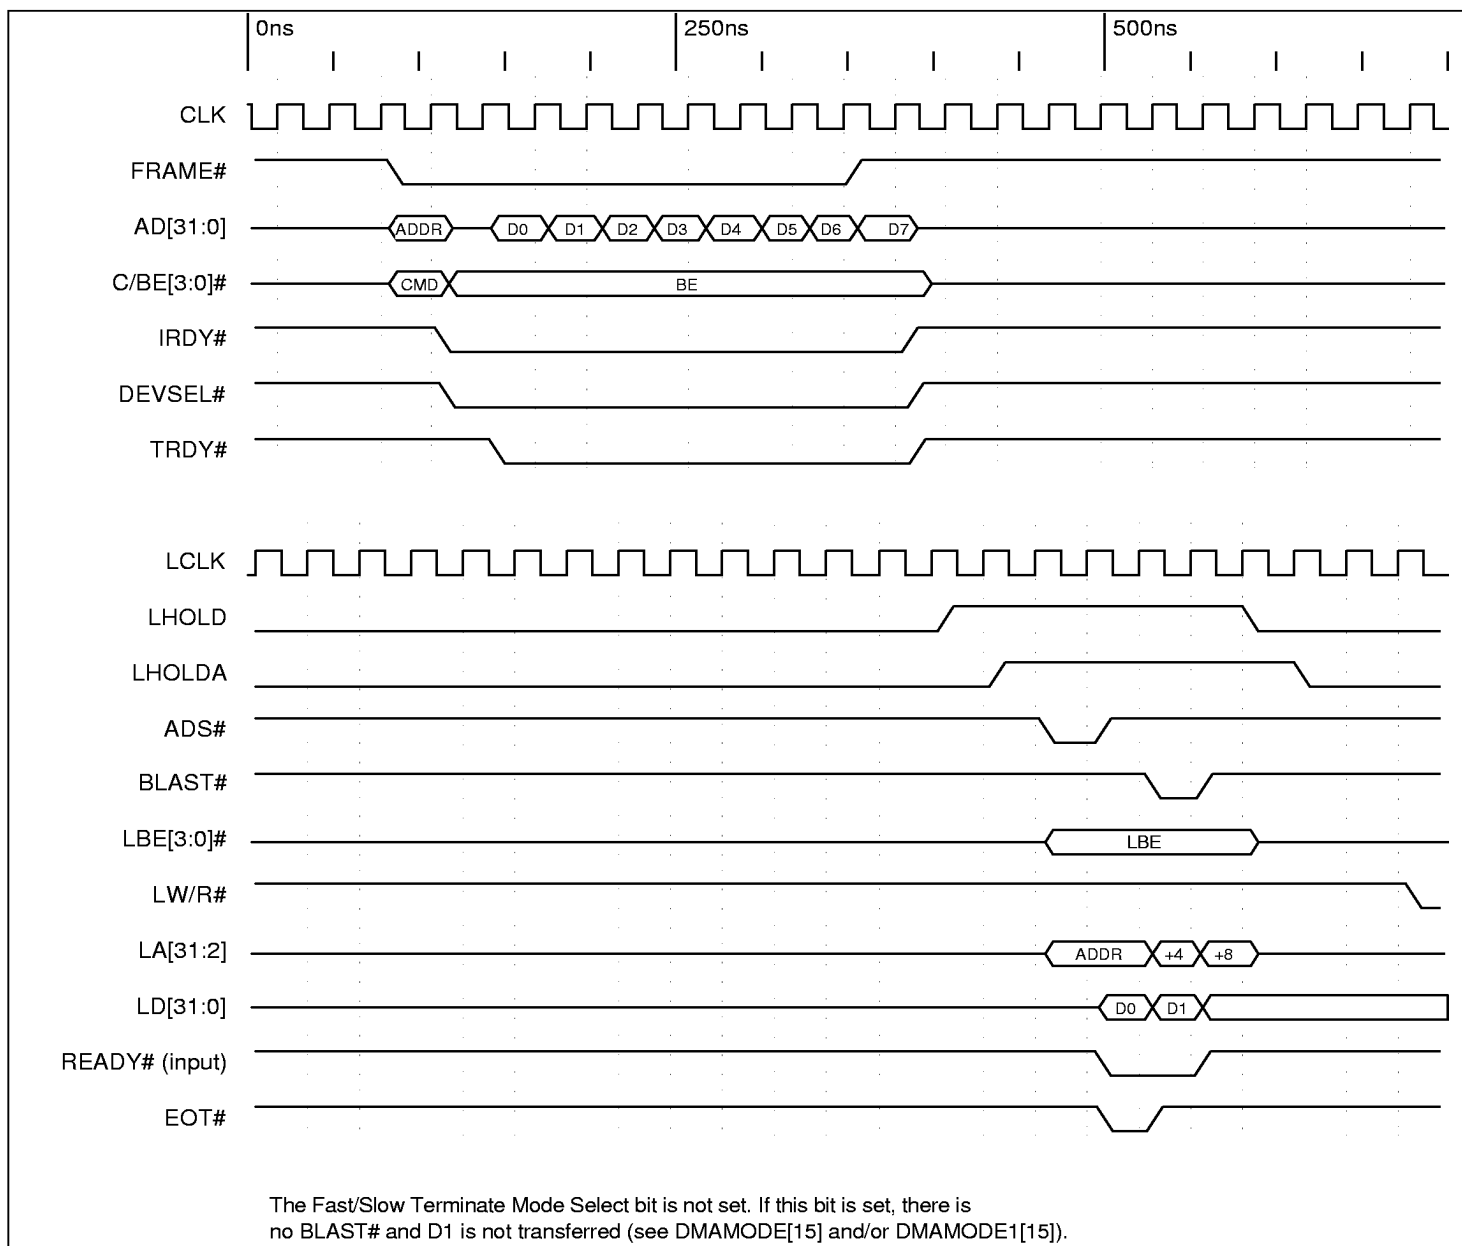 0ns 250ns 500ns
CLK
FRAME#
AD[31:0] ADDR D0 D1 D2 D3 D4 D5 D6 D7
C/BE[3:0]# CMD BE
IRDY#
DEVSEL#
TRDY#
LCLK
LHOLD
LHOLDA
ADS#
BLAST#
LBE[3:0]# LBE
LW/R#
LA[31:2] ADDR +4 +8
LD[31:0] D0 D1
READY# (input)
EOT#
The Fast/Slow Terminate Mode Select bit is not set. If this bit is set, there is
no BLAST# and D1 is not transferred (see DMAMODE[15] and/or DMAMODE1[15]).